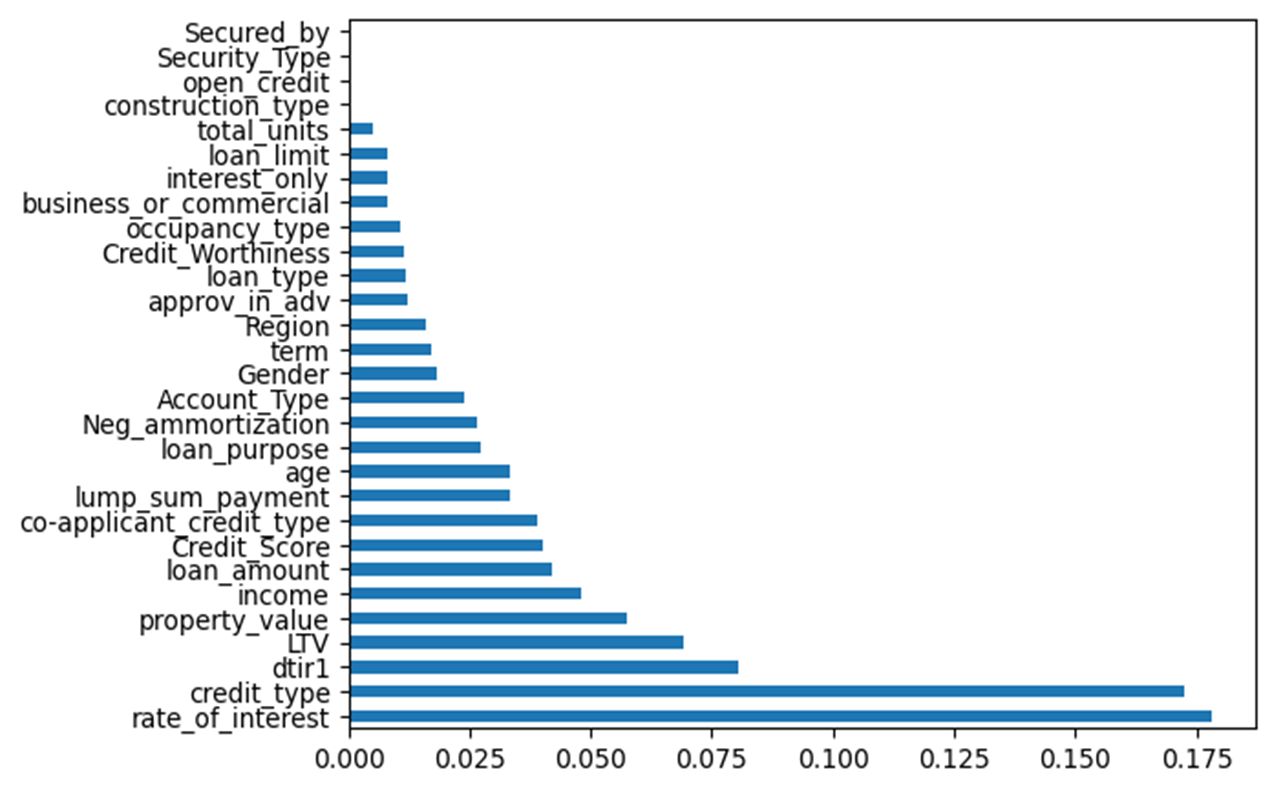 Secured_by
Security_Type
open_credit
construction_type
total_units
loan_limit
interest_only
business_or_commercial
occupancy_type
Credit_Worthiness
loan_type
approv_in_adv
Region
term
Gender
Account_Type
Neg_ammortization
loan_purpose
age
lump_sum_payment
co-applicant_credit_type
Credit_Score
loan_amount
income
property_value
LTV
dtir1
credit_type
rate_of_interest
0.000 0.025 0.050 0.075 0.100 0.125 0.150 0.175